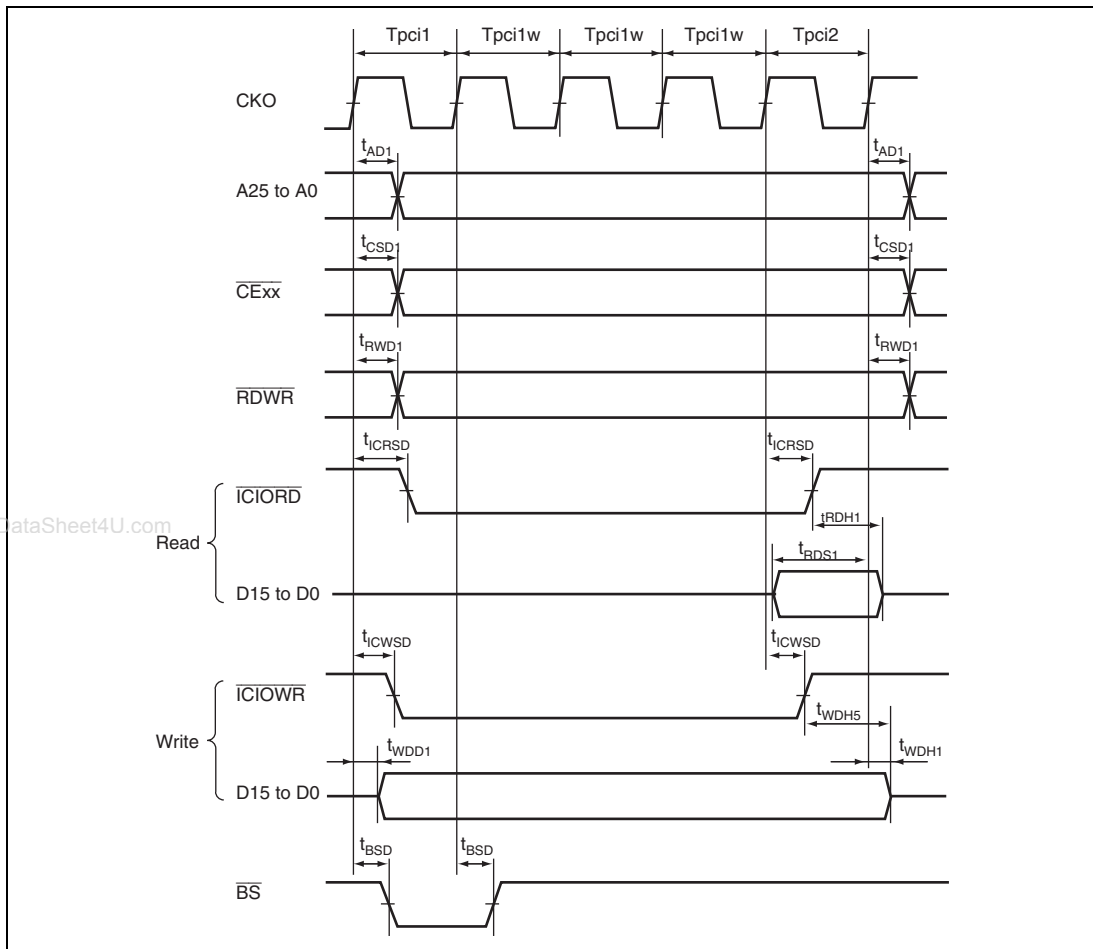 Tpci1 Tpci1w Tpci1w Tpci1w Tpci2
CKO
tAD1 tAD1
A25 to A0
tCSD1 tCSD1
CExx
tRWD1 tRWD1
RDWR
tICRSD tICRSD
ICIORD
tRDH1
DataSheet4U.com
Read
tRDS1
D15 to D0
tICWSD tICWSD
ICIOWR
tWDH5
Write
tWDD1 tWDH1
D15 to D0
tBSD tBSD
BS